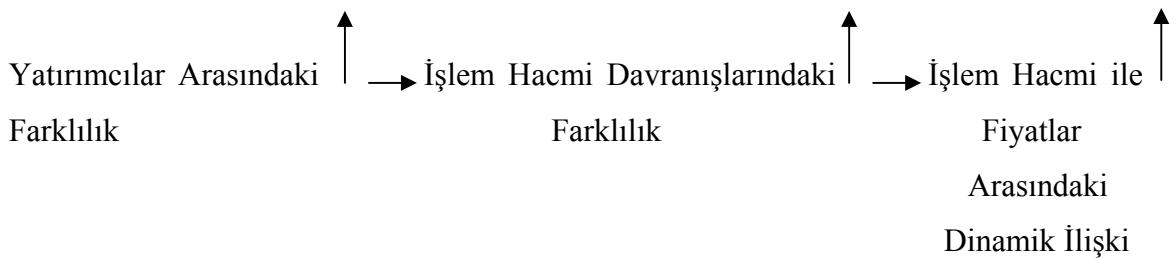 Yatırımcılar Arasındaki
Farklılık
İşlem Hacmi Davranışlarındaki
Farklılık
İşlem Hacmi ile
Fiyatlar
Arasındaki
Dinamik İlişki